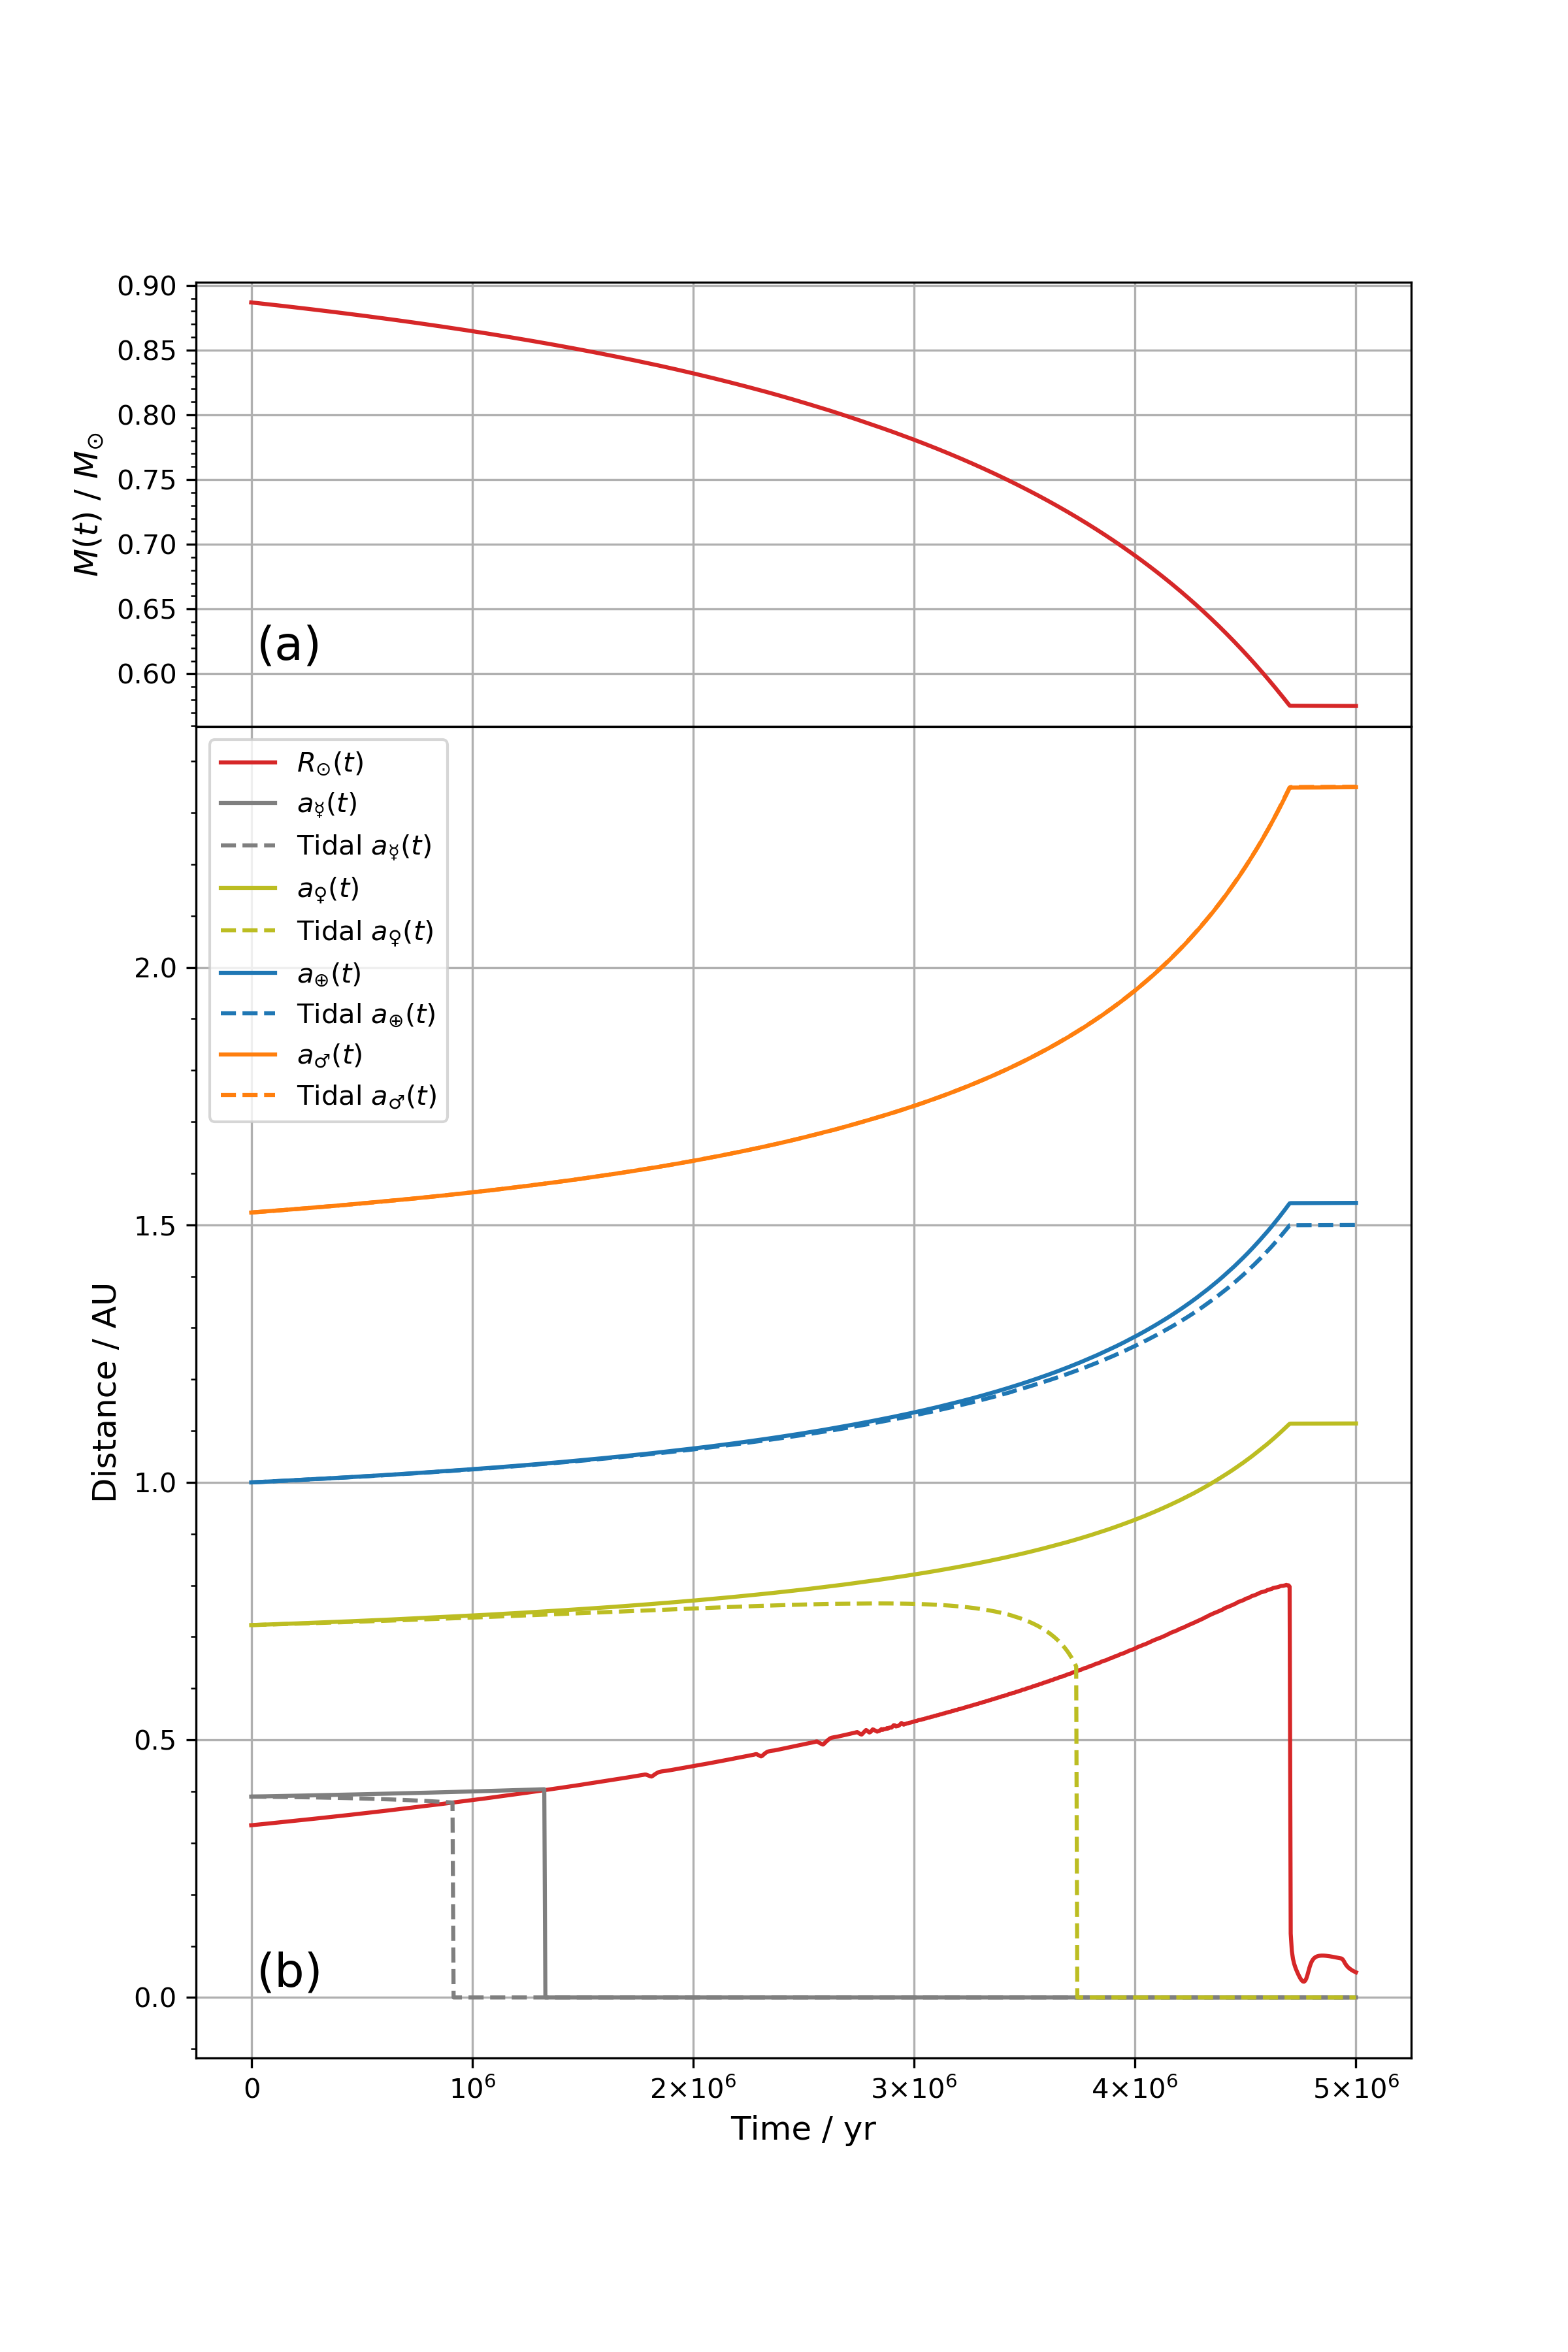 0.90
0.85
0.80
0.75
0.70
0.65
0.60
M(t) / M☉
(a)
R☉(t)
a☿(t)
Tidal a☿(t)
a♀(t)
Tidal a♀(t)
a⊕(t)
Tidal a⊕(t)
a♂(t)
Tidal a♂(t)
2.0
1.5
1.0
0.5
0.0
Distance / AU
(b)
0 10⁶ 2×10⁶ 3×10⁶ 4×10⁶ 5×10⁶
Time / yr